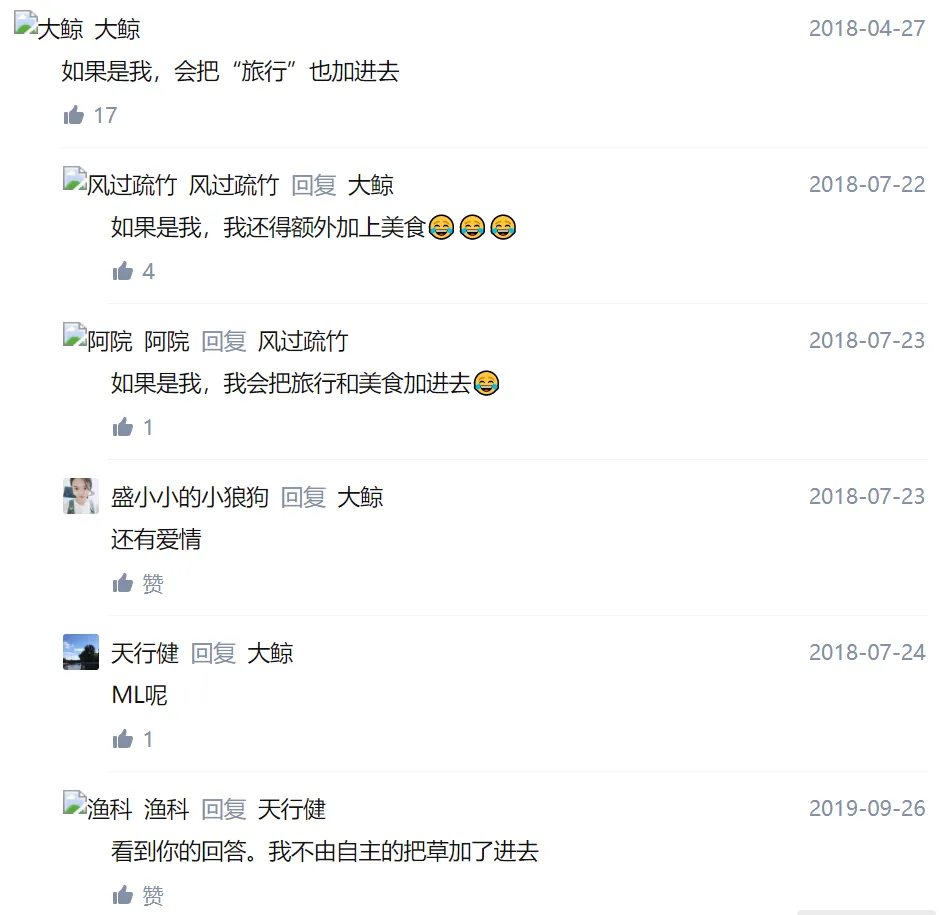 大鲸 大鲸 2018-04-27
如果是我，会把“旅行”也加进去
17
风过疏竹 风过疏竹 回复 大鲸 2018-07-22
如果是我，我还得额外加上美食😂😂😂
4
阿院 阿院 回复 风过疏竹 2018-07-23
如果是我，我会把旅行和美食加进去😂
1
盛小小的小狼狗 回复 大鲸 2018-07-23
还有爱情
赞
天行健 回复 大鲸 2018-07-24
ML呢
1
渔科 渔科 回复 天行健 2019-09-26
看到你的回答。我不由自主的把草加了进去
赞